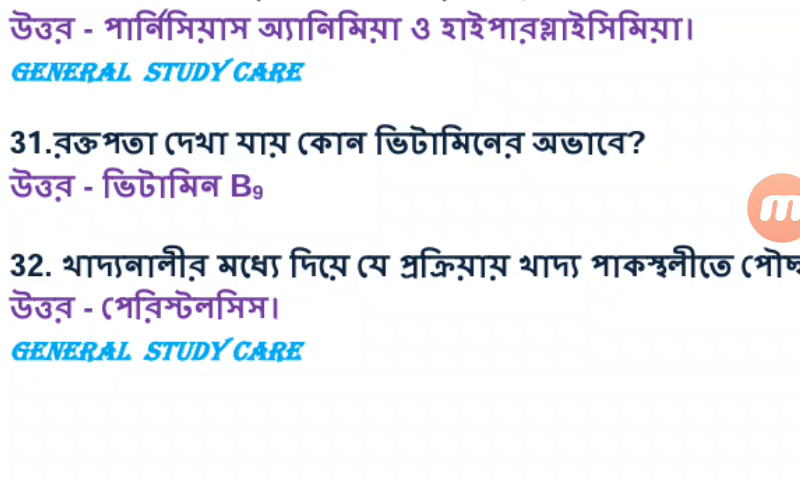 উত্তর - পার্নিসিয়াস অ্যানিমিয়া ও হাইপারগ্লাইসিমিয়া।
GENERAL STUDY CARE
31.রক্তপতা দেখা যায় কোন ভিটামিনের অভাবে?
উত্তর - ভিটামিন B₉
32. খাদ্যনালীর মধ্যে দিয়ে যে প্রক্রিয়ায় খাদ্য পাকস্থলীতে
উত্তর - পেরিস্টলসিস।
GENERAL STUDY CARE